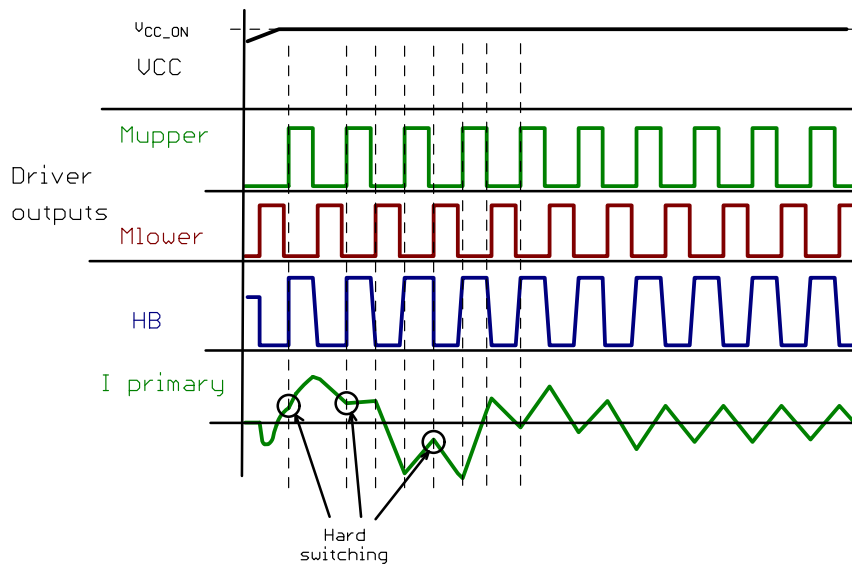 VCC_ON
VCC
Mupper
Driver
outputs
Mlower
HB
I primary
Hard
switching